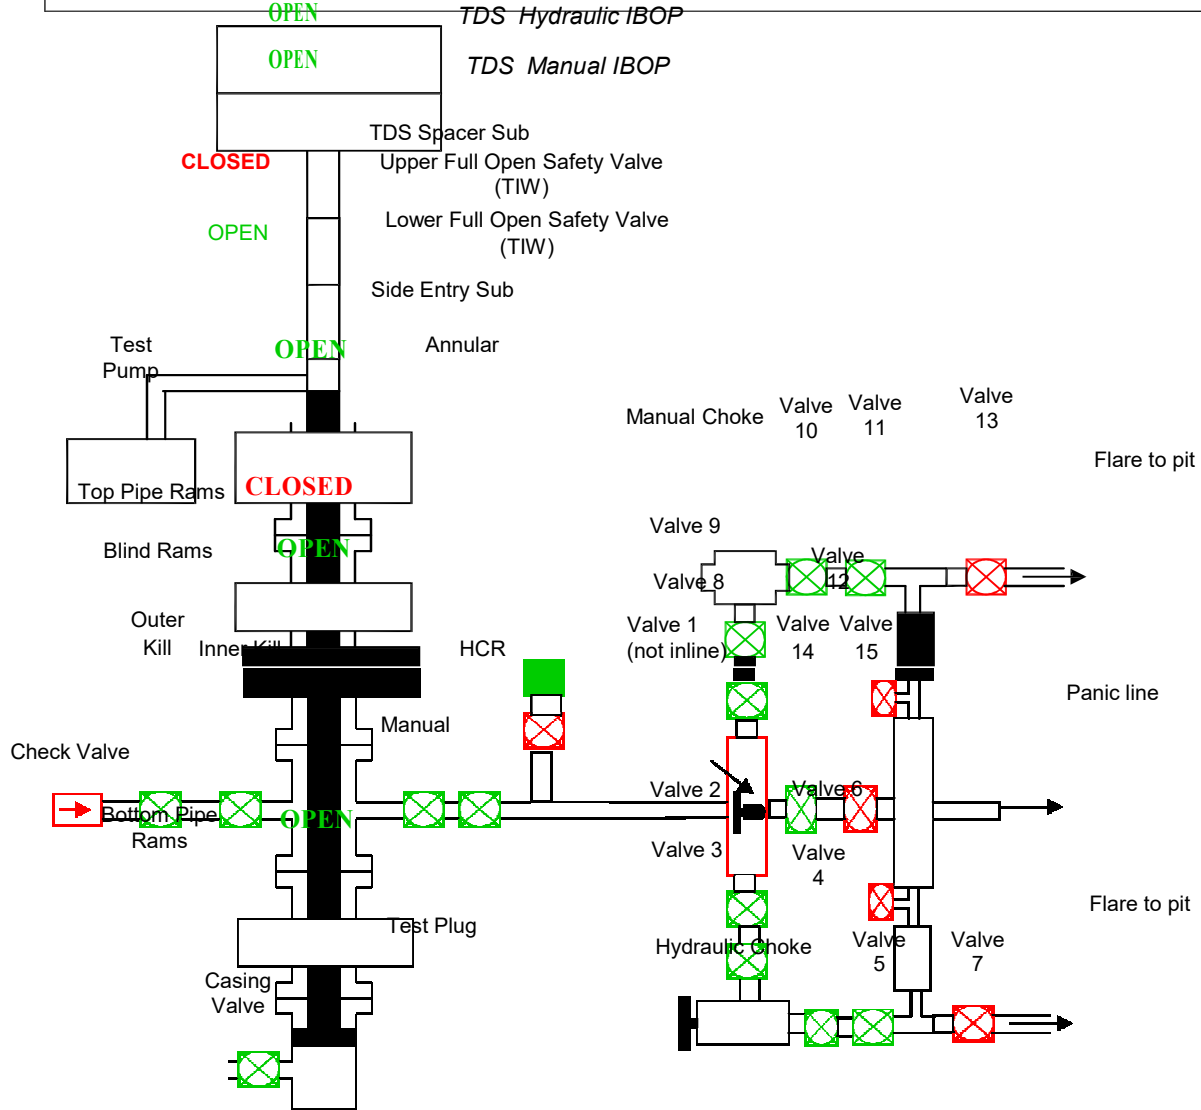 OPEN
TDS Hydraulic IBOP
OPEN
TDS Manual IBOP
TDS Spacer Sub
CLOSED
Upper Full Open Safety Valve
(TIW)
OPEN
Lower Full Open Safety Valve
(TIW)
Side Entry Sub
Test
Pump
OPEN
Annular
Manual Choke
Valve
10
Valve
11
Valve
13
Flare to pit
Top Pipe Rams
CLOSED
Valve 9
Blind Rams
OPEN
Valve 8
Valve
12
Outer
Kill
Inner Kill
HCR
Valve 1
(not inline)
Valve
14
Valve
15
Panic line
Manual
Check Valve
Valve 2
Valve 6
Bottom Pipe
Rams
OPEN
Valve 3
Valve
4
Flare to pit
Test Plug
Hydraulic Choke
Valve
5
Valve
7
Casing
Valve